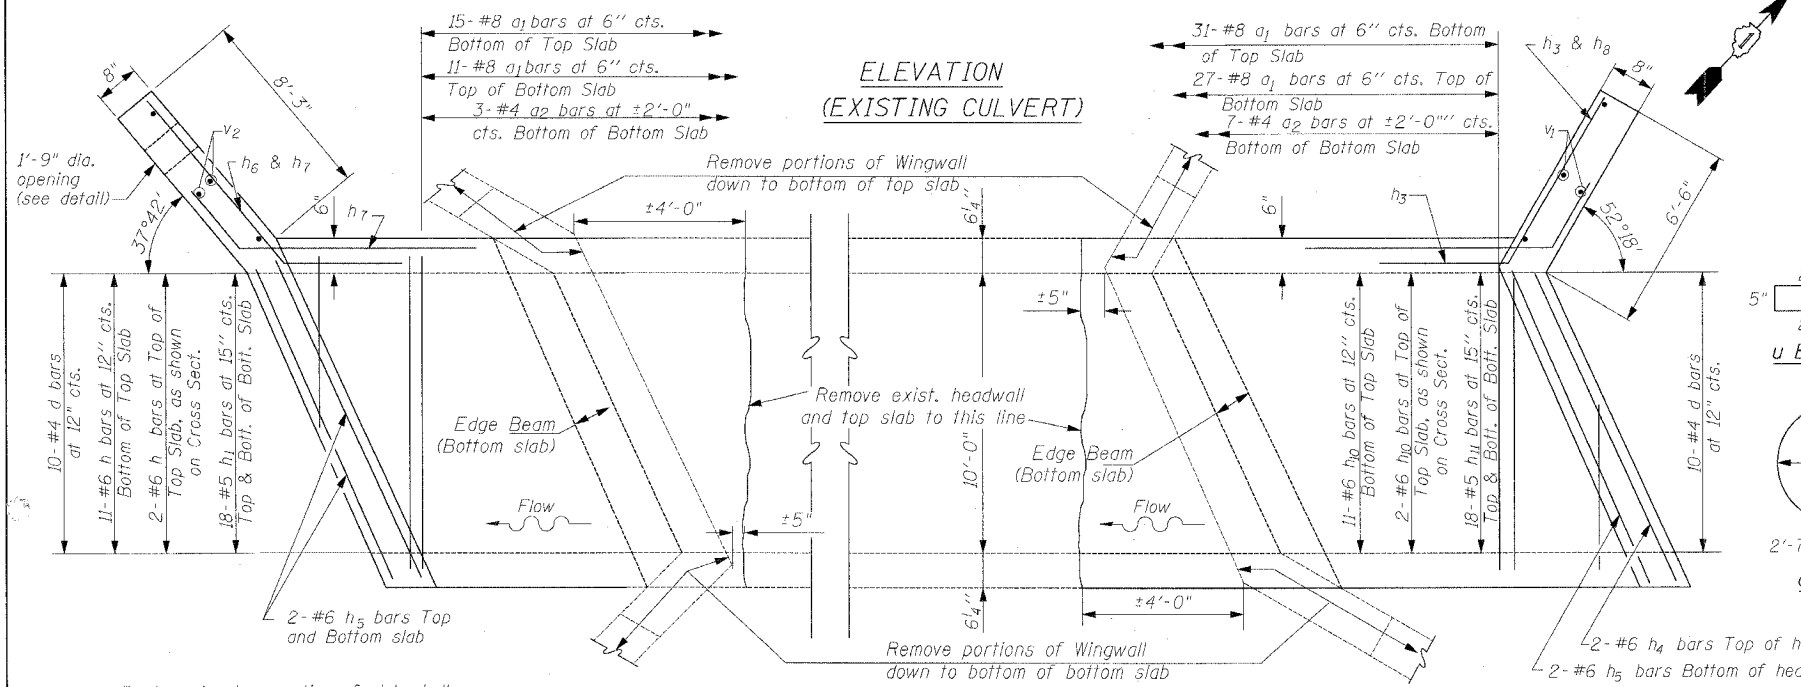 15-#8 a1 bars at 6" cts.
Bottom of Top Slab
11-#8 a1 bars at 6" cts.
Top of Bottom Slab
3-#4 a2 bars at ±2'-0"
cts. Bottom of Bottom Slab
ELEVATION
(EXISTING CULVERT)
31-#8 a1 bars at 6" cts. Bottom
of Top Slab
27-#8 a1 bars at 6" cts. Top of
Bottom Slab
7-#4 a2 bars at ±2'-0"" cts.
Bottom of Bottom Slab
h3 & h8
8"
8"
8'-3"
v2
h6 & h7
1'-9" dia.
opening
(see detail)
37°42'
6"
h7
Remove portions of Wingwall
down to bottom of top slab
±4'-0"
6¼"
6"
h3
v1
52°18'
6'-6"
±5"
5"
10-#4 d bars
at 12" cts.
11-#6 h bars at 12" cts.
Bottom of Top Slab
2-#6 h bars at Top of
Top Slab, as shown
on Cross Sect.
18-#5 h1 bars at 15" cts.
Top & Bott. of Bott. Slab
Edge Beam
(Bottom slab)
Flow
±5"
Remove exist. headwall
and top slab to this line
10'-0"
Edge Beam
(Bottom slab)
Flow
11-#6 h10 bars at 12" cts.
Bottom of Top Slab
2-#6 h10 bars at Top of
Top Slab, as shown
on Cross Sect.
18-#5 h11 bars at 15" cts.
Top & Bott. of Bott. Slab
10-#4 d bars
at 12" cts.
2-#6 h5 bars Top
and Bottom slab
6¼"
±4'-0"
Remove portions of Wingwall
down to bottom of bottom slab
2-#6 h4 bars Top of h
2-#6 h5 bars Bottom of hea